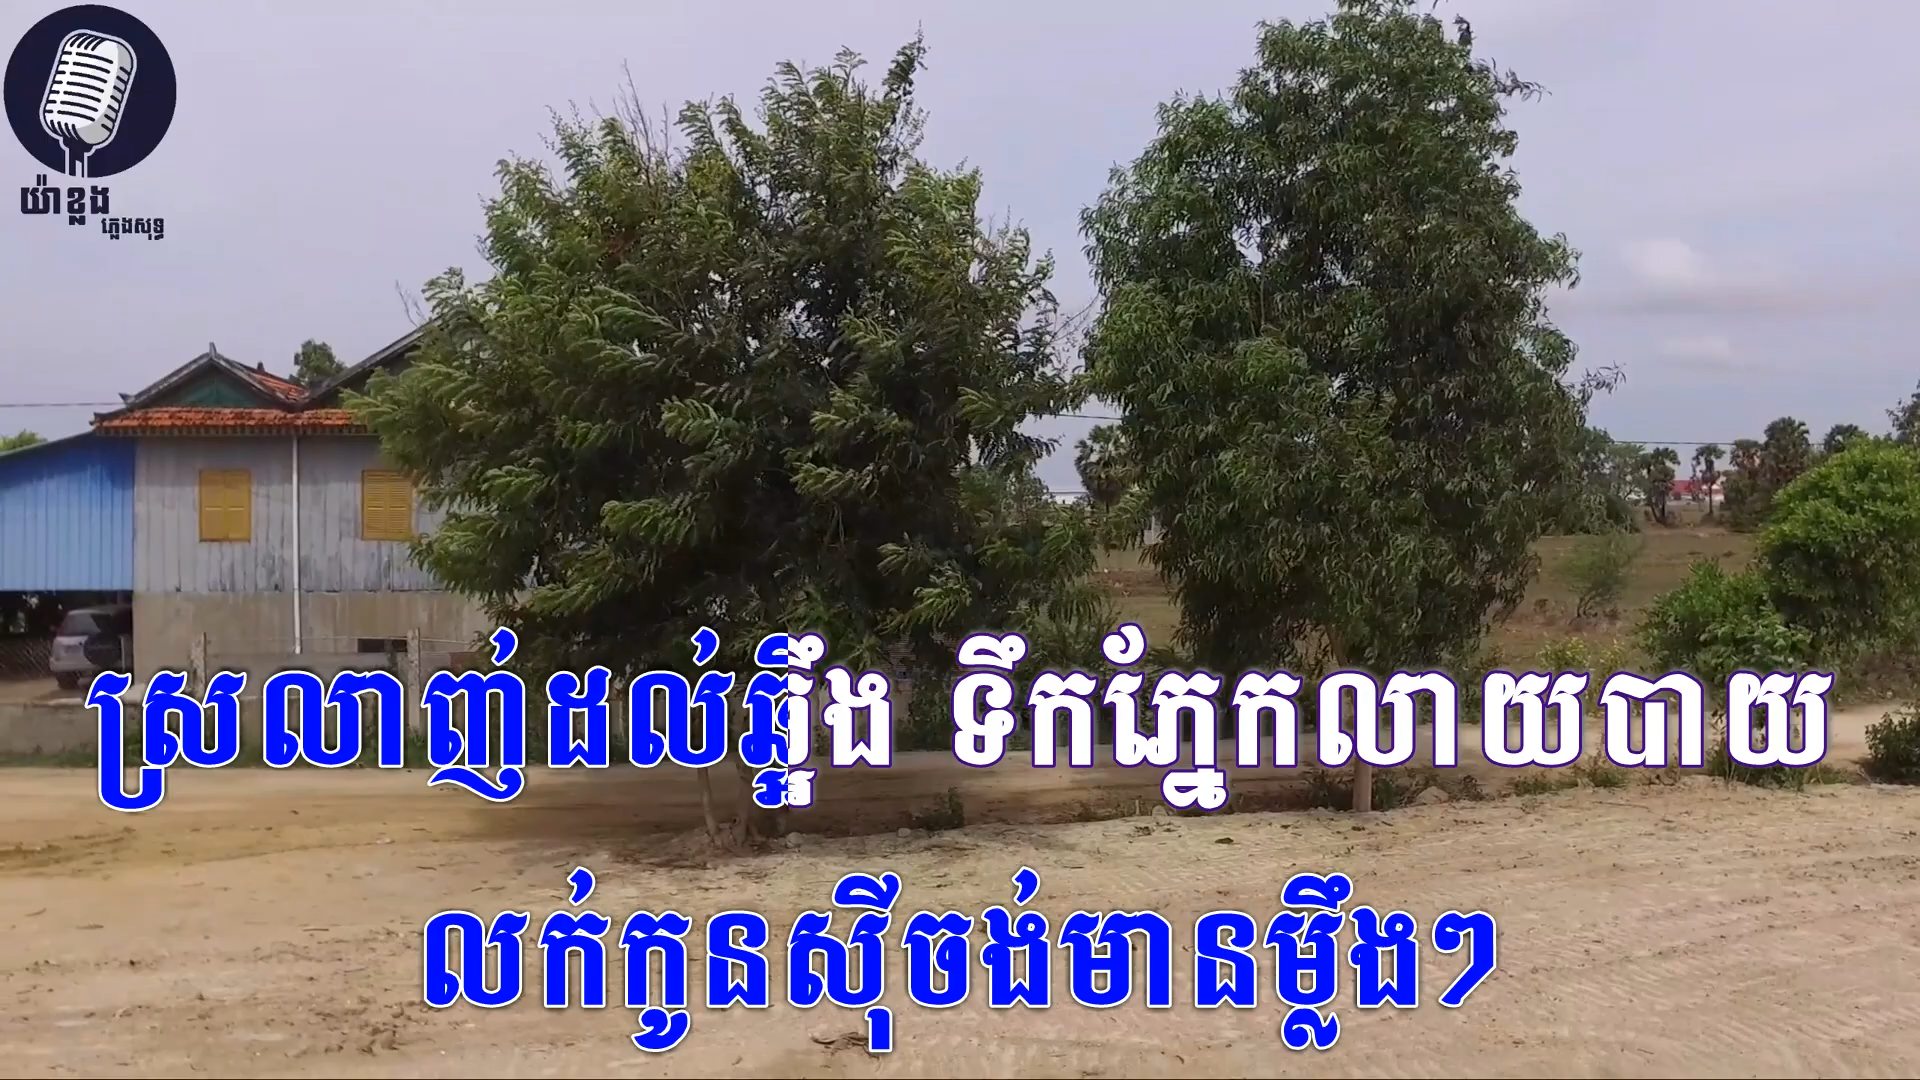 យ៉ាខ្លូង
ភ្លេងសុទ្ធ
ស្រលាញ់ដល់ឆ្អឹង ទឹកភ្នែកលាយបាយ
លក់កូនស៊ីចង់មានម្ល៉ឹងៗ